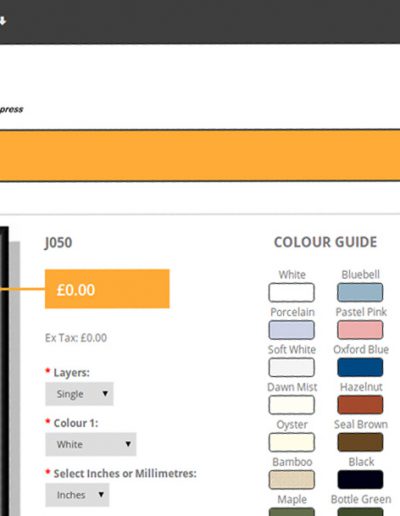 press
J050
£0.00
Ex Tax: £0.00
* Layers:
Single
* Colour 1:
White
* Select Inches or Millimetres:
Inches
COLOUR GUIDE
White Bluebell
Porcelain Pastel Pink
Soft White Oxford Blue
Dawn Mist Hazelnut
Oyster Seal Brown
Bamboo Black
Maple Bottle Green